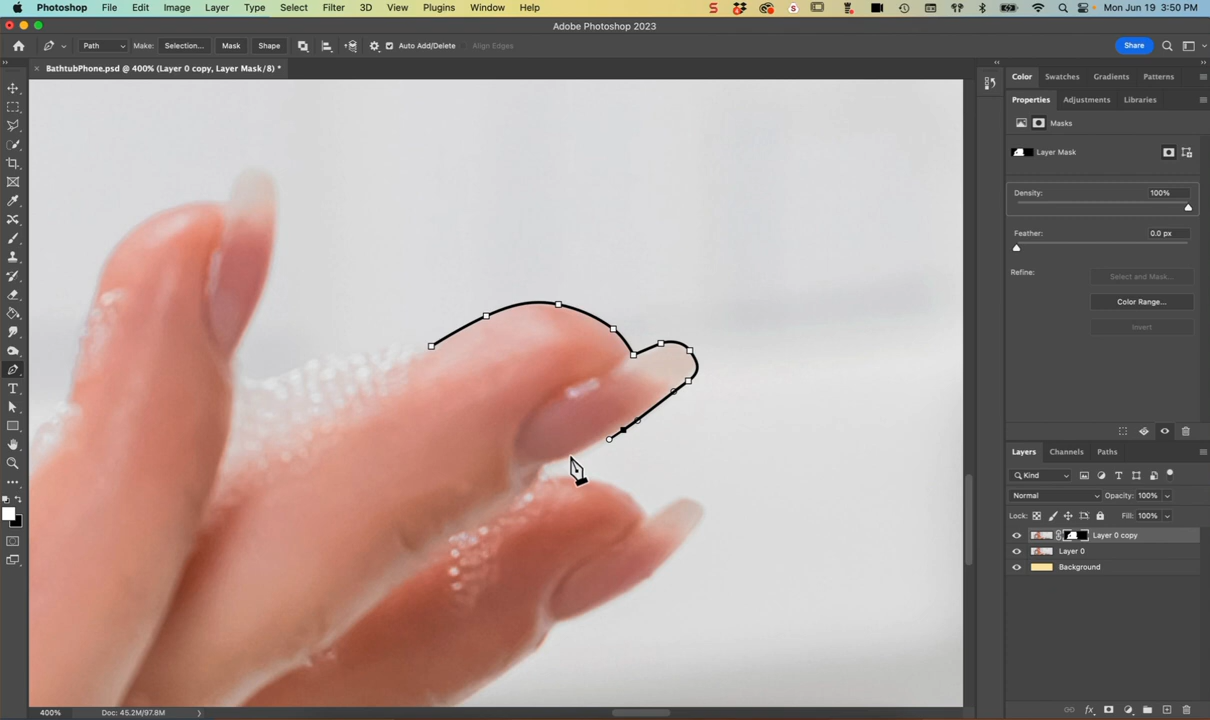 Photoshop File Edit Image Layer Type Select Filter 3D View Plugins Window Help Mon Jun 19 3:50 PM
Adobe Photoshop 2023
Path Make: Selection... Mask Shape Auto Add/Delete Align Edges Share
BathtubPhone.psd @ 400% (Layer 0 copy, Layer Mask/8) *
Color Swatches Gradients Patterns
Properties Adjustments Libraries
Masks
Layer Mask
Density: 100%
Feather: 0.0 px
Refine: Select and Mask...
Color Range...
Invert
Layers Channels Paths
Kind
Normal Opacity: 100%
Lock: Fill: 100%
Layer 0 copy
Layer 0
Background
400% Doc: 45.2M/97.8M